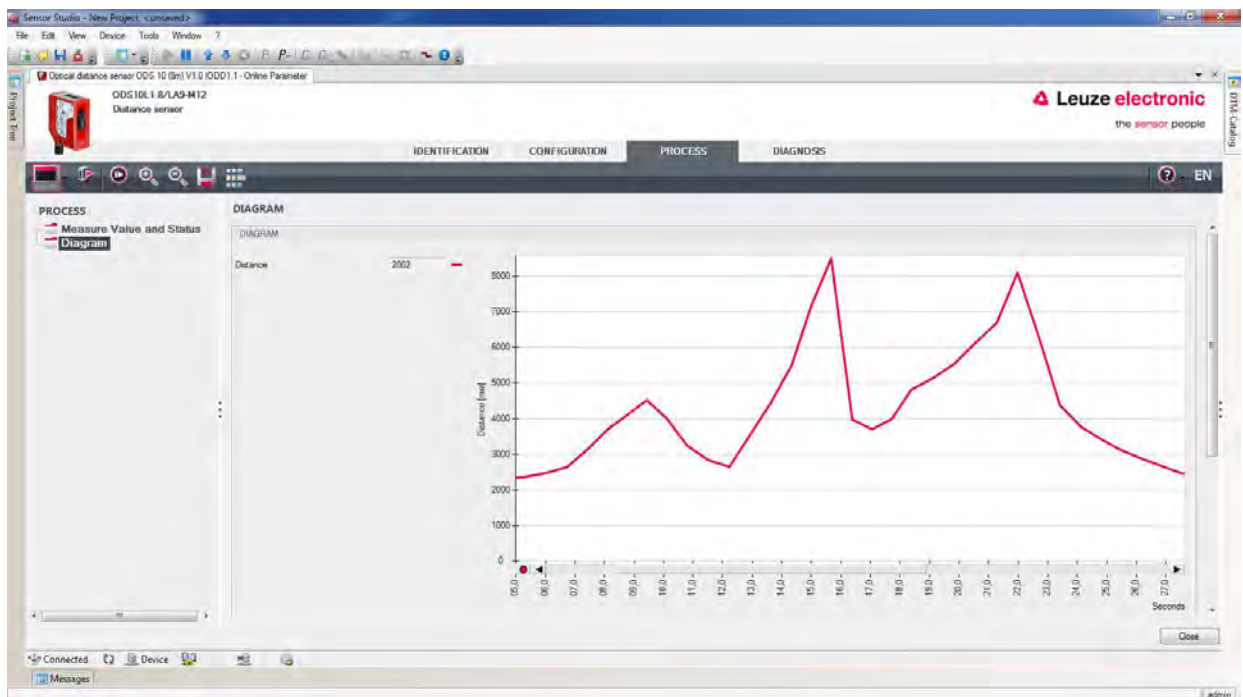 Sensor Studio - New Project: <unsaved>
File Edit View Device Tools Window ?
Optical distance sensor ODS 10 (8m) V1.0 IODD1.1 - Online Parameter
Project Tree
DTM-Catalog
ODS10L1.8/LA9-M12
Distance sensor
Leuze electronic
the sensor people
IDENTIFICATION CONFIGURATION PROCESS DIAGNOSIS
EN
PROCESS
Measure Value and Status
Diagram
DIAGRAM
DIAGRAM
Distance 2002
Distance [mm]
8000
7000
6000
5000
4000
3000
2000
1000
0
05,0 06,0 07,0 08,0 09,0 10,0 11,0 12,0 13,0 14,0 15,0 16,0 17,0 18,0 19,0 20,0 21,0 22,0 23,0 24,0 25,0 26,0 27,0
Seconds
Close
Connected Device
Messages
admin